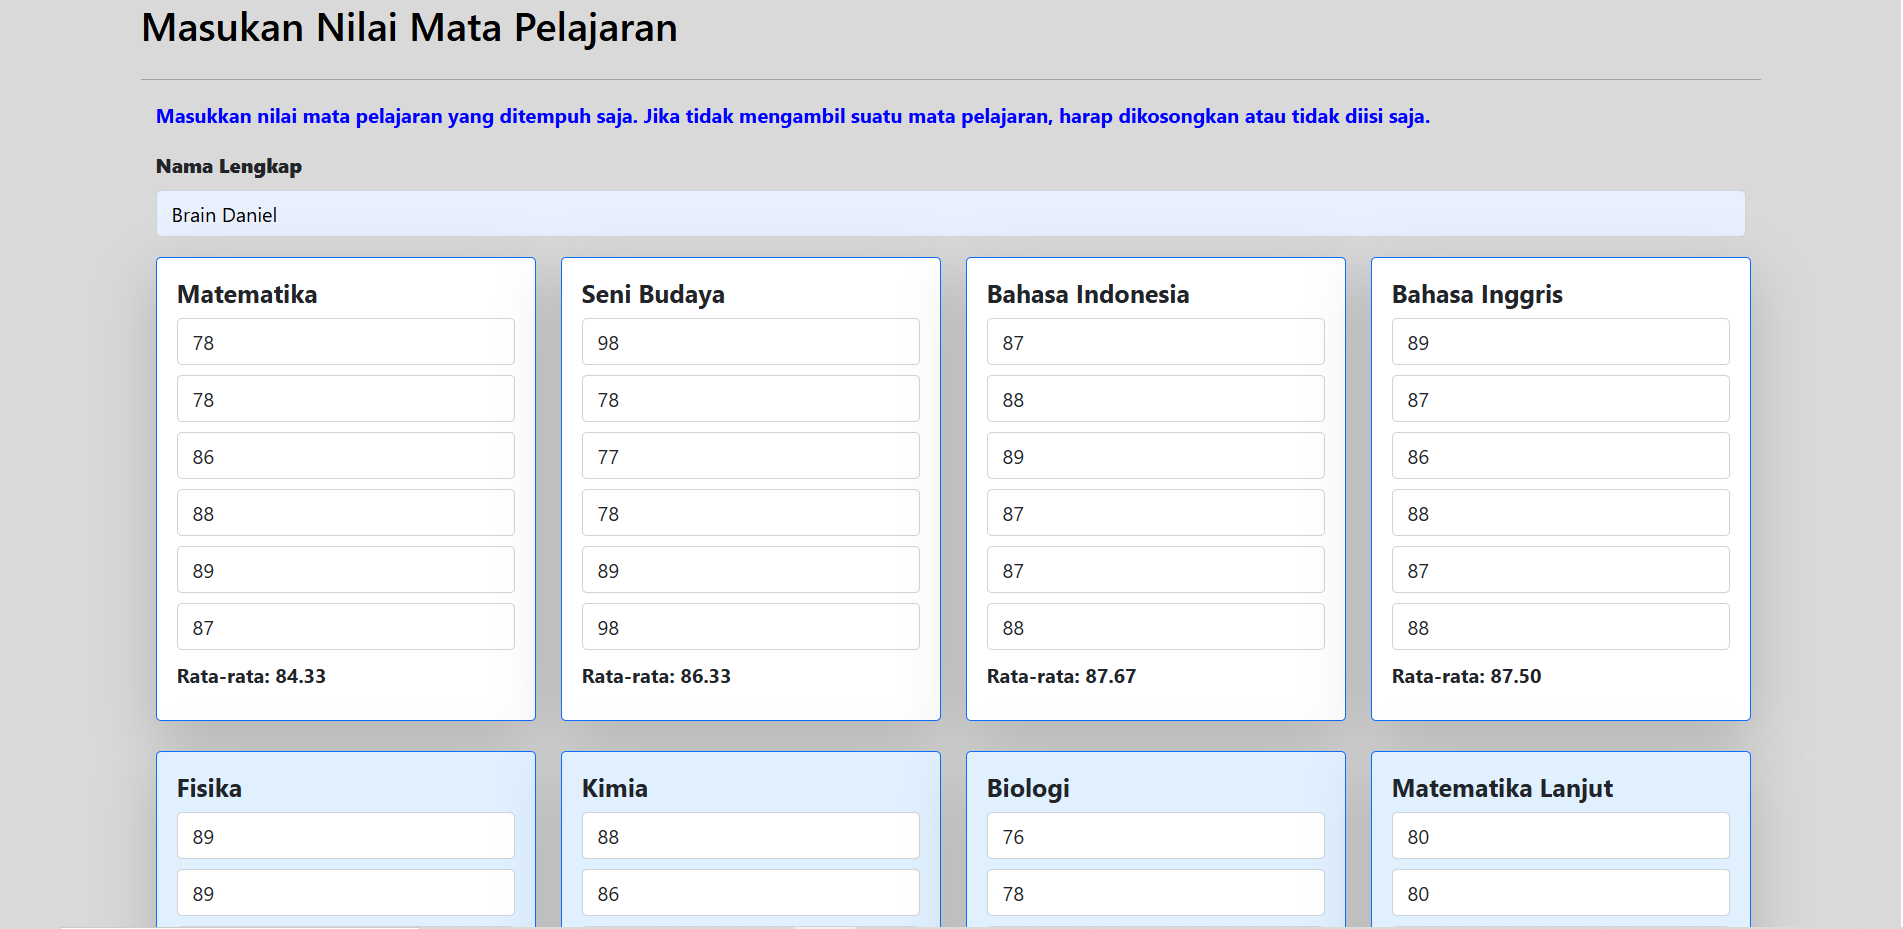 Masukan Nilai Mata Pelajaran
Masukkan nilai mata pelajaran yang ditempuh saja. Jika tidak mengambil suatu mata pelajaran, harap dikosongkan atau tidak diisi saja.
Nama Lengkap
Brain Daniel
Matematika
78
78
86
88
89
87
Rata-rata: 84.33
Seni Budaya
98
78
77
78
89
98
Rata-rata: 86.33
Bahasa Indonesia
87
88
89
87
87
88
Rata-rata: 87.67
Bahasa Inggris
89
87
86
88
87
88
Rata-rata: 87.50
Fisika
89
89
Kimia
88
86
Biologi
76
78
Matematika Lanjut
80
80